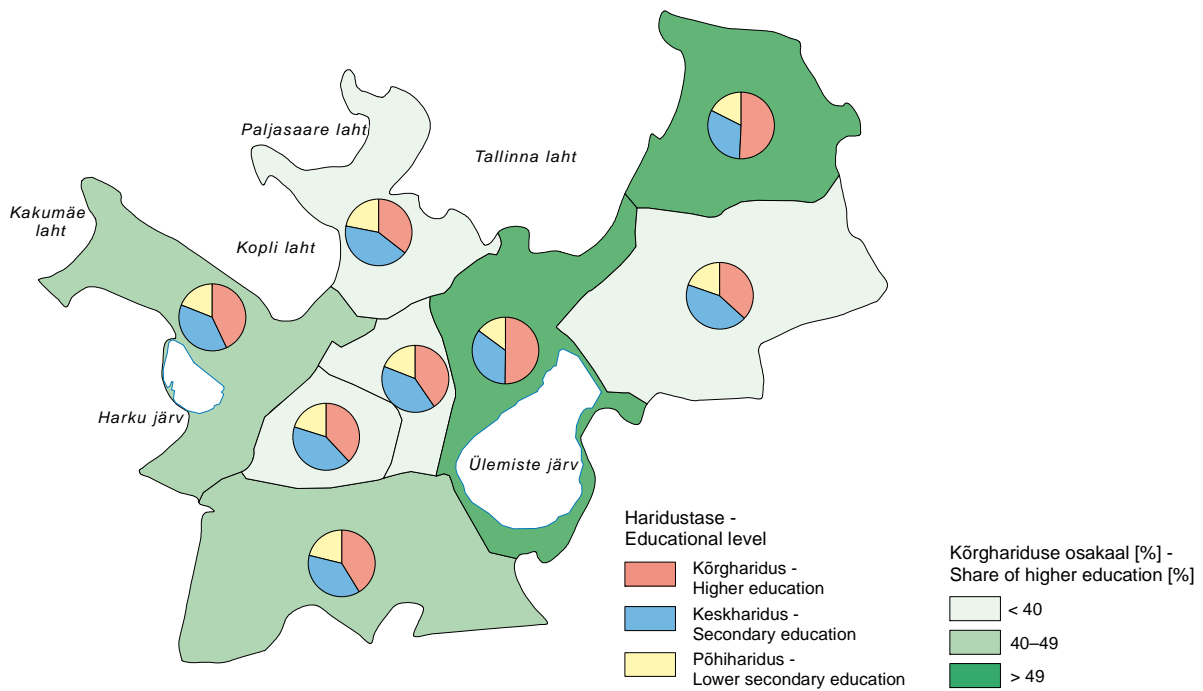 Paljasaare laht
Tallinna laht
Kakumäe
laht
Kopli laht
Harku järv
Ülemiste järv
Haridustase -
Educational level
Kõrgharidus -
Higher education
Keskharidus -
Secondary education
Põhiharidus -
Lower secondary education
Kõrghariduse osakaal [%] -
Share of higher education [%]
< 40
40–49
> 49